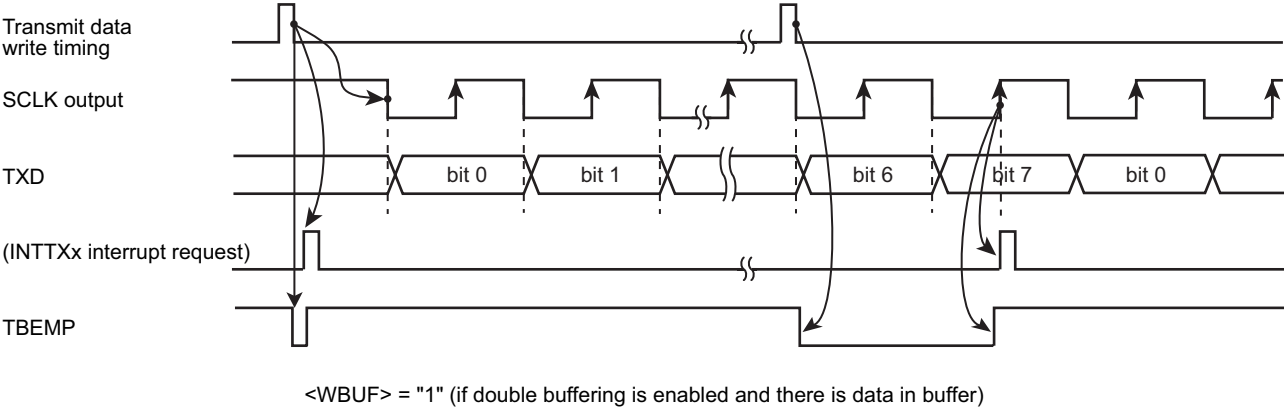 Transmit data
write timing
SCLK output
TXD
bit 0
bit 1
bit 6
bit 7
bit 0
(INTTXx interrupt request)
TBEMP
<WBUF> = "1" (if double buffering is enabled and there is data in buffer)